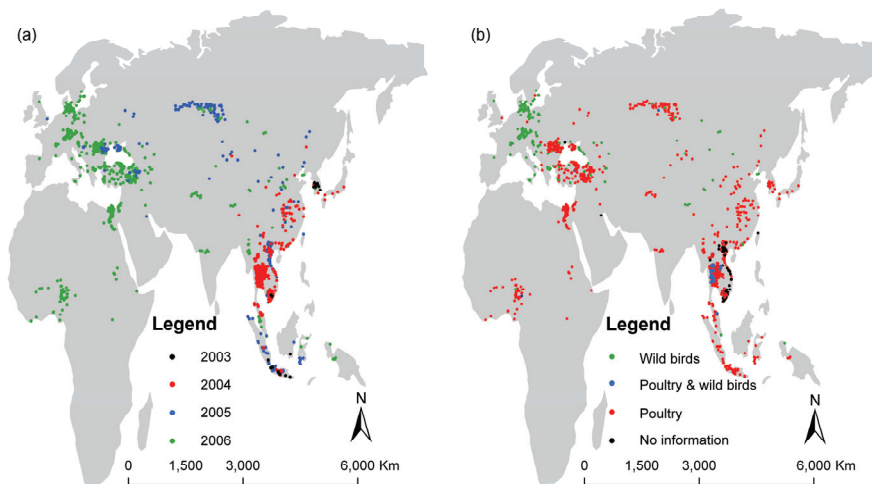 (a)
Legend
2003
2004
2005
2006
N
0 1,500 3,000 6,000 Km
(b)
Legend
Wild birds
Poultry & wild birds
Poultry
No information
N
0 1,500 3,000 6,000 Km